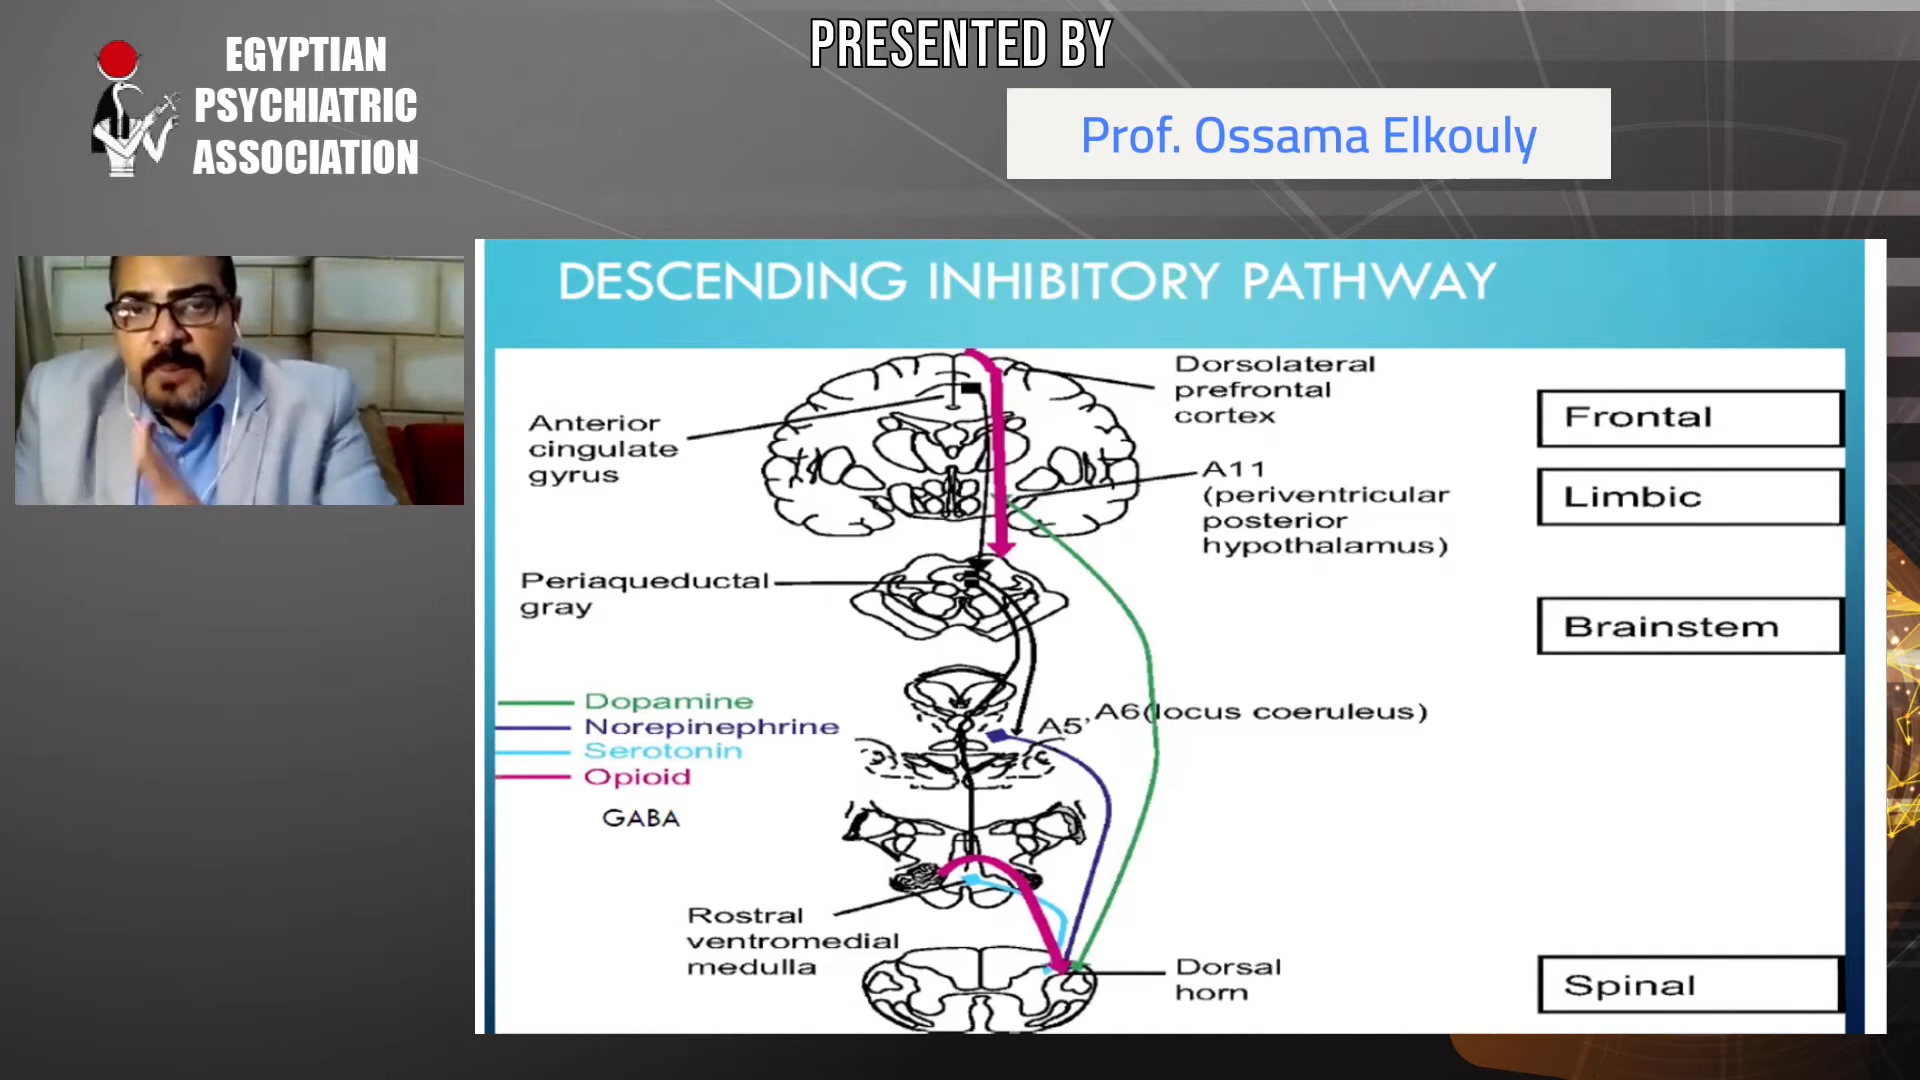 EGYPTIAN
PSYCHIATRIC
ASSOCIATION
PRESENTED BY
Prof. Ossama Elkouly
DESCENDING INHIBITORY PATHWAY
Dorsolateral
prefrontal
cortex
Anterior
cingulate
gyrus
A11
(periventricular
posterior
hypothalamus)
Periaqueductal
gray
Dopamine
Norepinephrine
Serotonin
Opioid
GABA
A5, A6(locus coeruleus)
Rostral
ventromedial
medulla
Dorsal
horn
Frontal
Limbic
Brainstem
Spinal